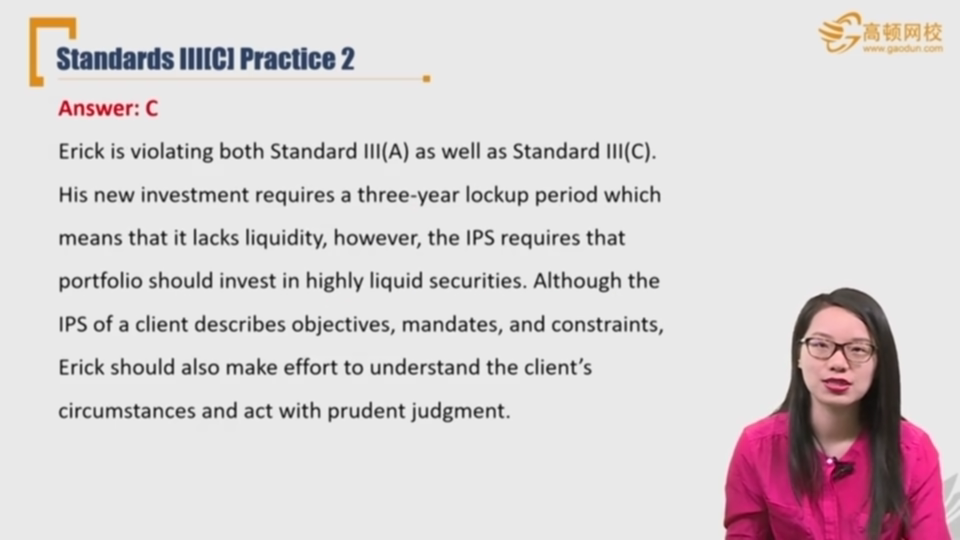 Standards III[C] Practice 2
高顿网校
www.gaodun.com
Answer: C
Erick is violating both Standard III(A) as well as Standard III(C).
His new investment requires a three-year lockup period which
means that it lacks liquidity, however, the IPS requires that
portfolio should invest in highly liquid securities. Although the
IPS of a client describes objectives, mandates, and constraints,
Erick should also make effort to understand the client’s
circumstances and act with prudent judgment.